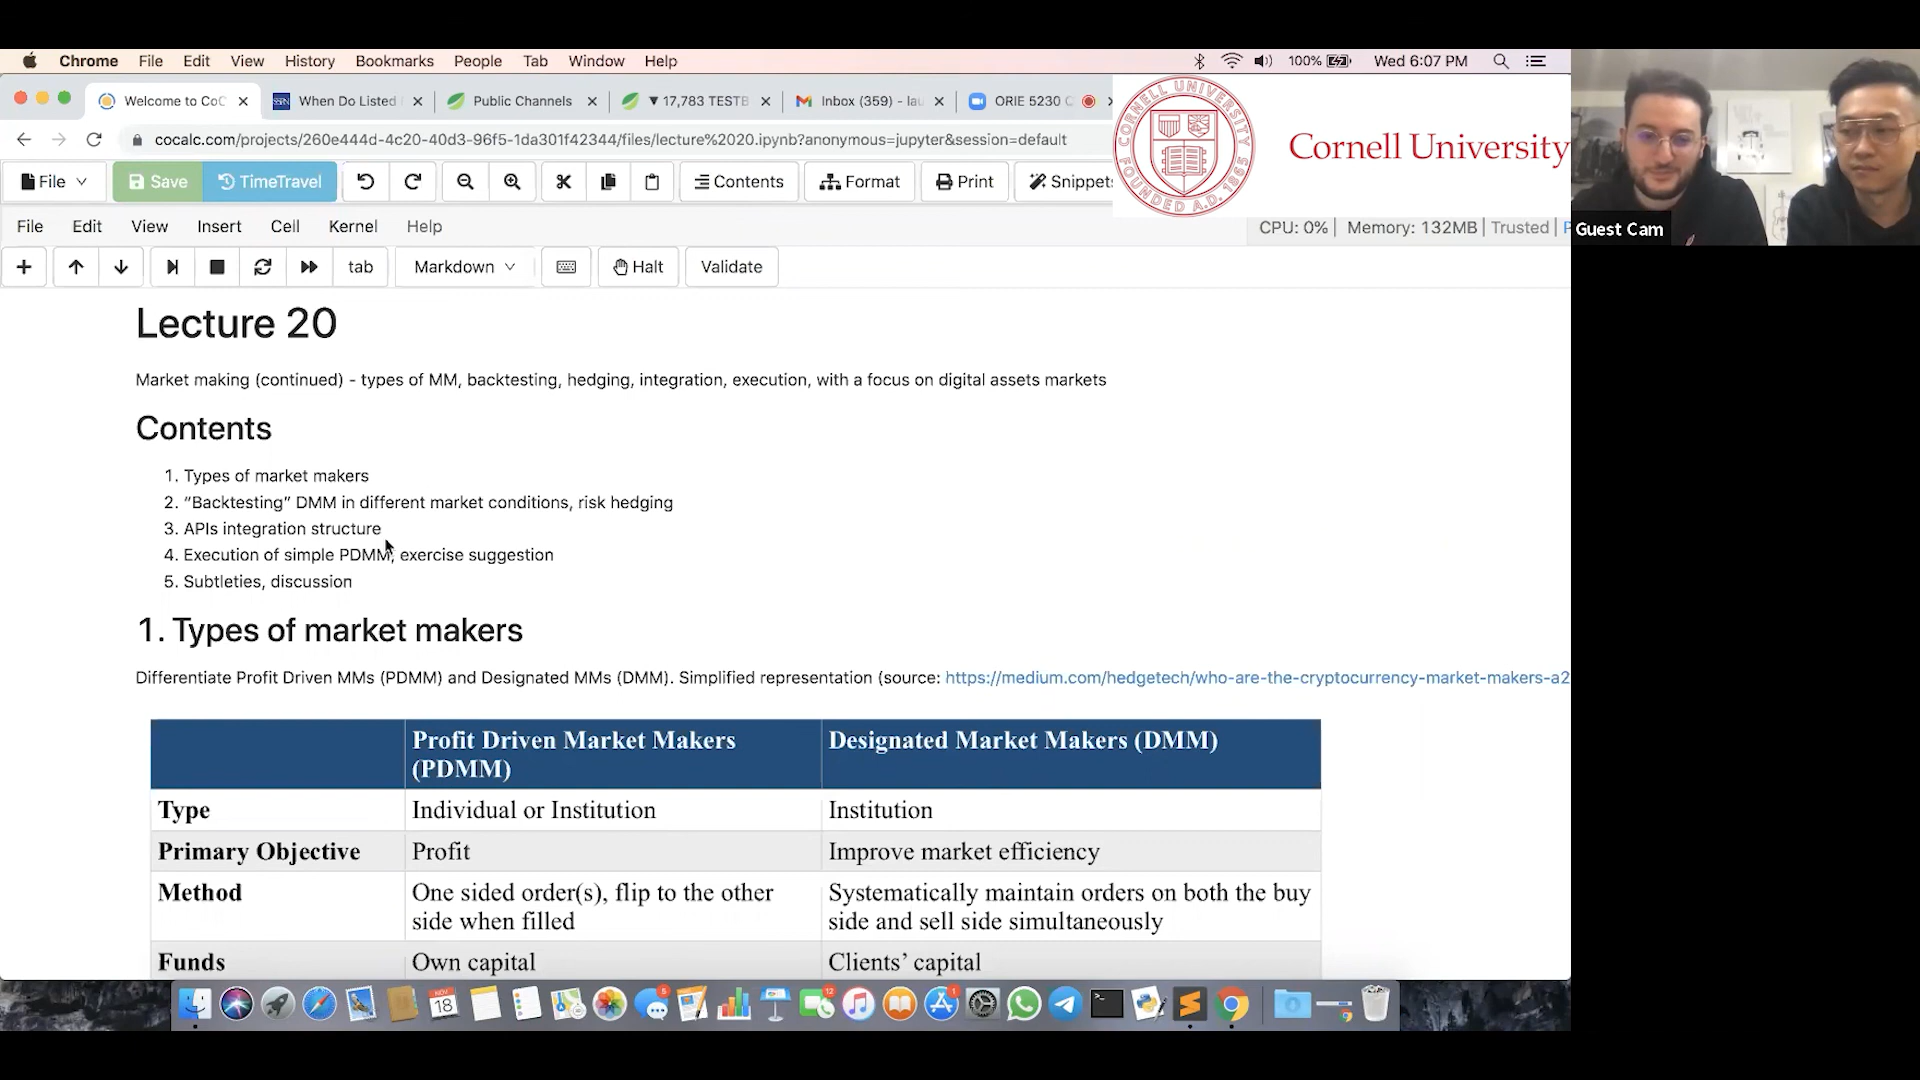 Chrome File Edit View History Bookmarks People Tab Window Help 100% Wed 6:07 PM
Welcome to CoC When Do Listed Public Channels ▼ 17,783 TESTB Inbox (359) - lau ORIE 5230 C
cocalc.com/projects/260e444d-4c20-40d3-96f5-1da301f42344/files/lecture%2020.ipynb?anonymous=jupyter&session=default
CORNELL UNIVERSITY FOUNDED A.D. 1865
Cornell University
Guest Cam
File Save TimeTravel Contents Format Print Snippets
File Edit View Insert Cell Kernel Help CPU: 0% | Memory: 132MB | Trusted | P
tab Markdown Halt Validate
Lecture 20
Market making (continued) - types of MM, backtesting, hedging, integration, execution, with a focus on digital assets markets
Contents
1. Types of market makers
2. “Backtesting” DMM in different market conditions, risk hedging
3. APIs integration structure
4. Execution of simple PDMM, exercise suggestion
5. Subtleties, discussion
1. Types of market makers
Differentiate Profit Driven MMs (PDMM) and Designated MMs (DMM). Simplified representation (source: https://medium.com/hedgetech/who-are-the-cryptocurrency-market-makers-a2
Profit Driven Market Makers (PDMM) Designated Market Makers (DMM)
Type Individual or Institution Institution
Primary Objective Profit Improve market efficiency
Method One sided order(s), flip to the other side when filled Systematically maintain orders on both the buy side and sell side simultaneously
Funds Own capital Clients’ capital
NOV 18 5 12 1